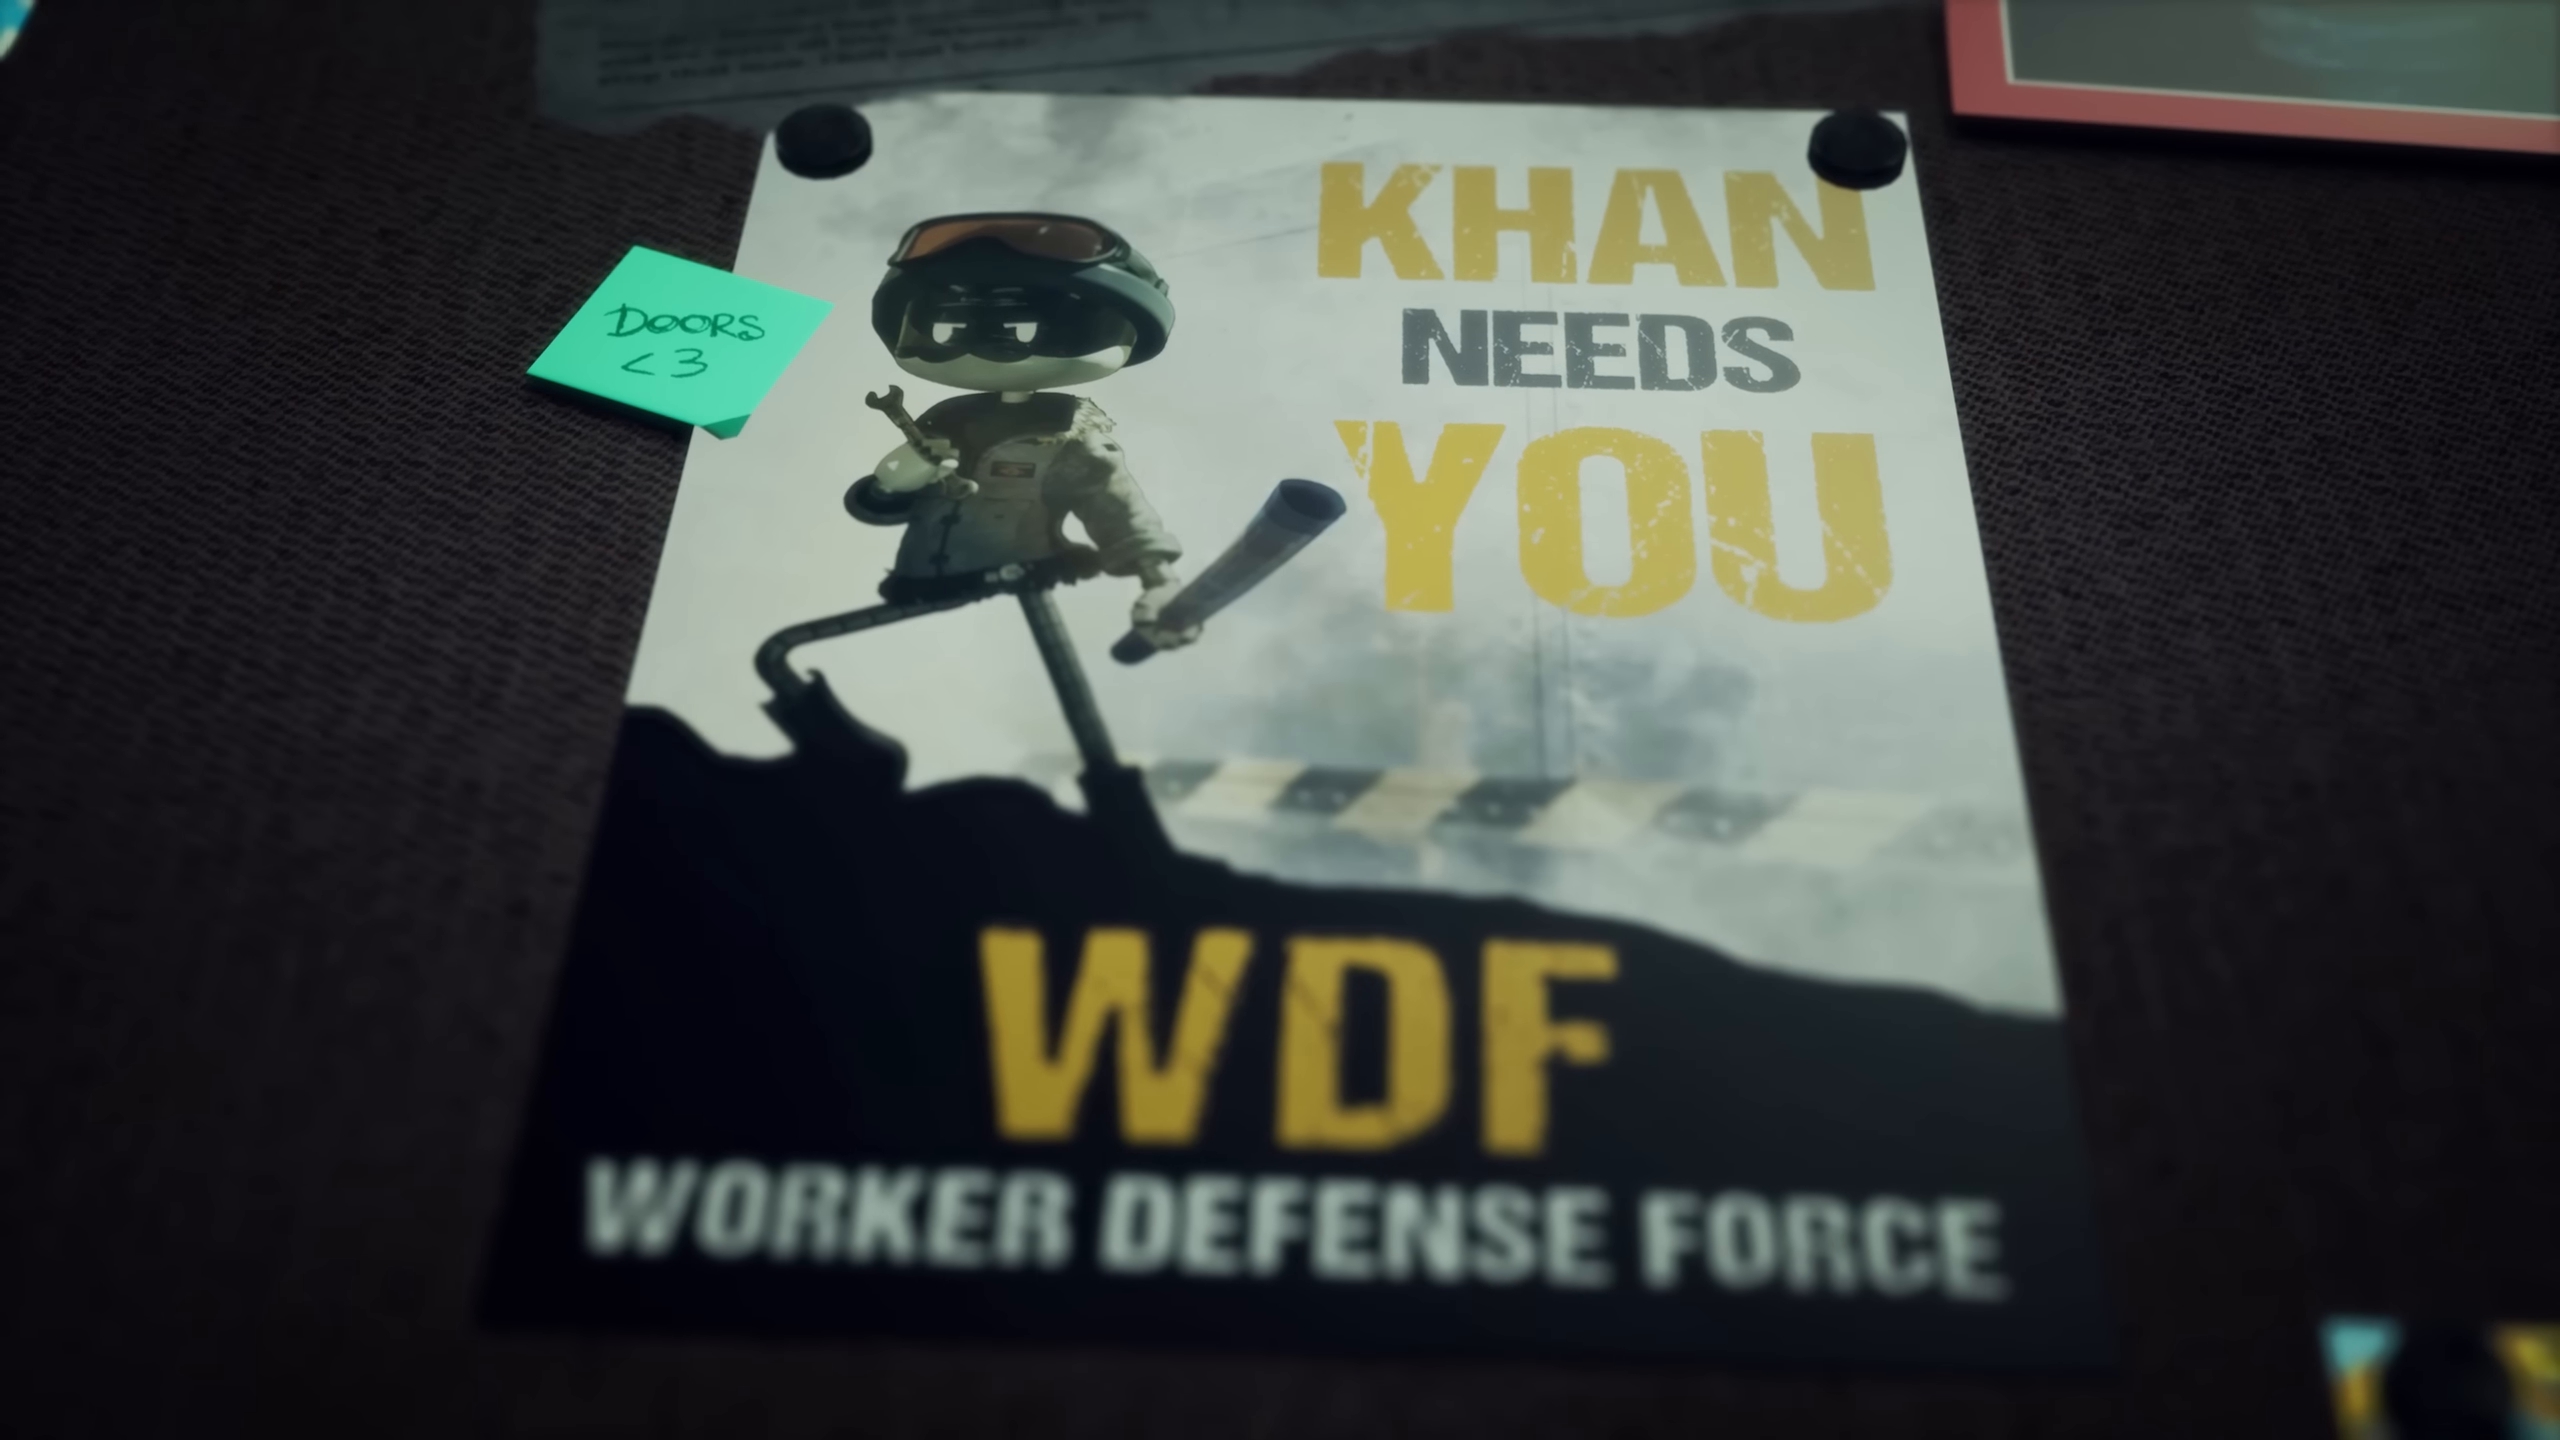 KHAN
NEEDS
YOU
DOORS
<3
WDF
WORKER DEFENSE FORCE